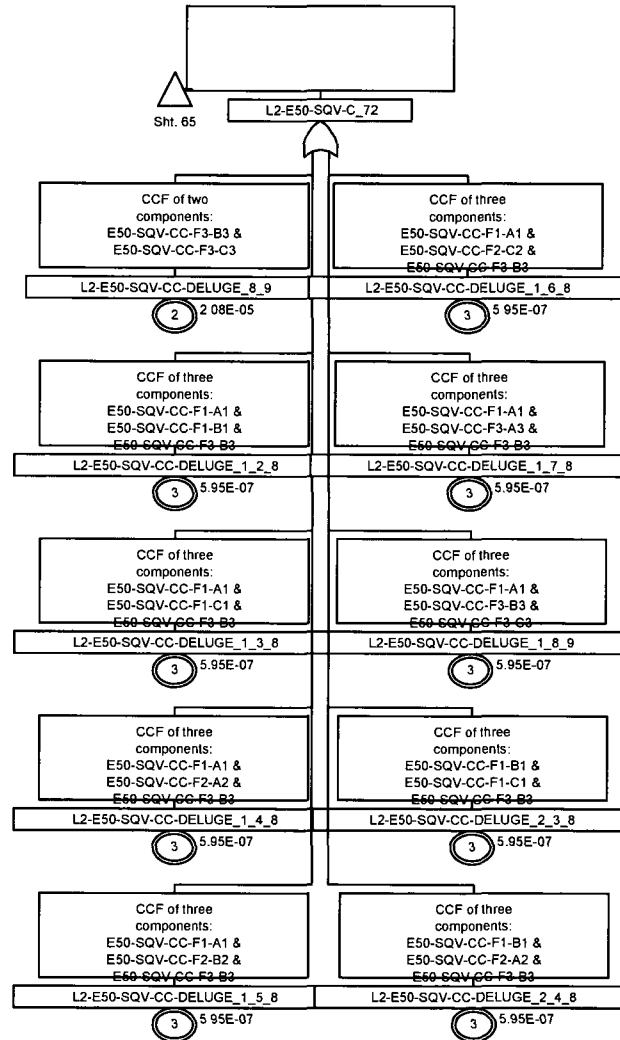 Sht. 65
L2-E50-SQV-C_72
CCF of two
components:
E50-SQV-CC-F3-B3 &
E50-SQV-CC-F3-C3
L2-E50-SQV-CC-DELUGE_8_9
2
2 08E-05
CCF of three
components:
E50-SQV-CC-F1-A1 &
E50-SQV-CC-F2-C2 &
E50-SQV-CC-F3-B3
L2-E50-SQV-CC-DELUGE_1_6_8
3
5 95E-07
CCF of three
components:
E50-SQV-CC-F1-A1 &
E50-SQV-CC-F1-B1 &
E50-SQV-CC-F3-B3
L2-E50-SQV-CC-DELUGE_1_2_8
3
5.95E-07
CCF of three
components:
E50-SQV-CC-F1-A1 &
E50-SQV-CC-F3-A3 &
E50-SQV-CC-F3-B3
L2-E50-SQV-CC-DELUGE_1_7_8
3
5.95E-07
CCF of three
components:
E50-SQV-CC-F1-A1 &
E50-SQV-CC-F1-C1 &
E50-SQV-CC-F3-B3
L2-E50-SQV-CC-DELUGE_1_3_8
3
5.95E-07
CCF of three
components:
E50-SQV-CC-F1-A1 &
E50-SQV-CC-F3-B3 &
E50-SQV-CC-F3-C3
L2-E50-SQV-CC-DELUGE_1_8_9
3
5.95E-07
CCF of three
components:
E50-SQV-CC-F1-A1 &
E50-SQV-CC-F2-A2 &
E50-SQV-CC-F3-B3
L2-E50-SQV-CC-DELUGE_1_4_8
3
5.95E-07
CCF of three
components:
E50-SQV-CC-F1-B1 &
E50-SQV-CC-F1-C1 &
E50-SQV-CC-F3-B3
L2-E50-SQV-CC-DELUGE_2_3_8
3
5.95E-07
CCF of three
components:
E50-SQV-CC-F1-A1 &
E50-SQV-CC-F2-B2 &
E50-SQV-CC-F3-B3
L2-E50-SQV-CC-DELUGE_1_5_8
3
5 95E-07
CCF of three
components:
E50-SQV-CC-F1-B1 &
E50-SQV-CC-F2-A2 &
E50-SQV-CC-F3-B3
L2-E50-SQV-CC-DELUGE_2_4_8
3
5.95E-07